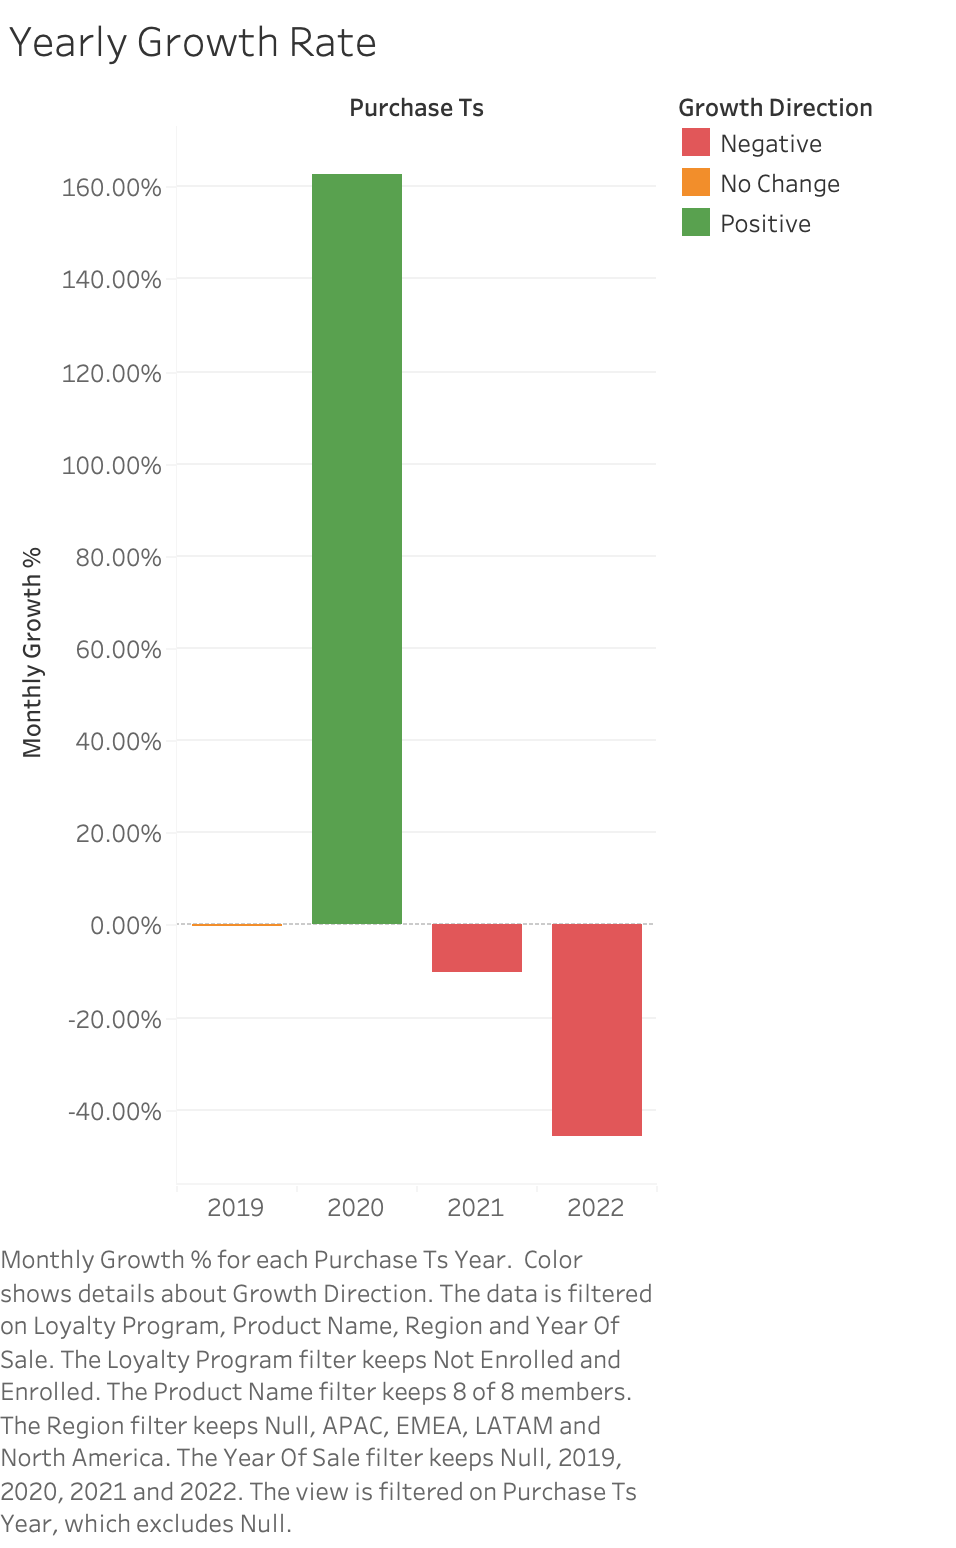 Yearly Growth Rate
Purchase Ts
Growth Direction
Negative
No Change
Positive
160.00%
140.00%
120.00%
100.00%
80.00%
60.00%
40.00%
20.00%
0.00%
-20.00%
-40.00%
Monthly Growth %
2019
2020
2021
2022
Monthly Growth % for each Purchase Ts Year.  Color
shows details about Growth Direction. The data is filtered
on Loyalty Program, Product Name, Region and Year Of
Sale. The Loyalty Program filter keeps Not Enrolled and
Enrolled. The Product Name filter keeps 8 of 8 members.
The Region filter keeps Null, APAC, EMEA, LATAM and
North America. The Year Of Sale filter keeps Null, 2019,
2020, 2021 and 2022. The view is filtered on Purchase Ts
Year, which excludes Null.